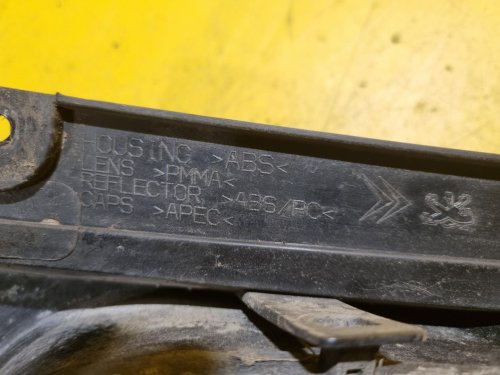 HOUSING >ABS<
LENS >PMMA<
REFLECTOR >ABS/PC<
CAPS >APEC<